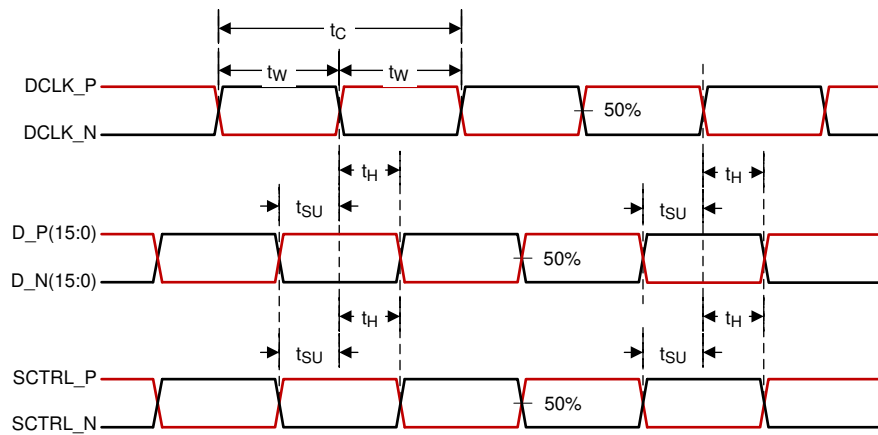 tC
tW tW
DCLK_P
DCLK_N
50%
tH tH
tSU tSU
D_P(15:0)
D_N(15:0)
50%
tH tH
tSU tSU
SCTRL_P
SCTRL_N
50%